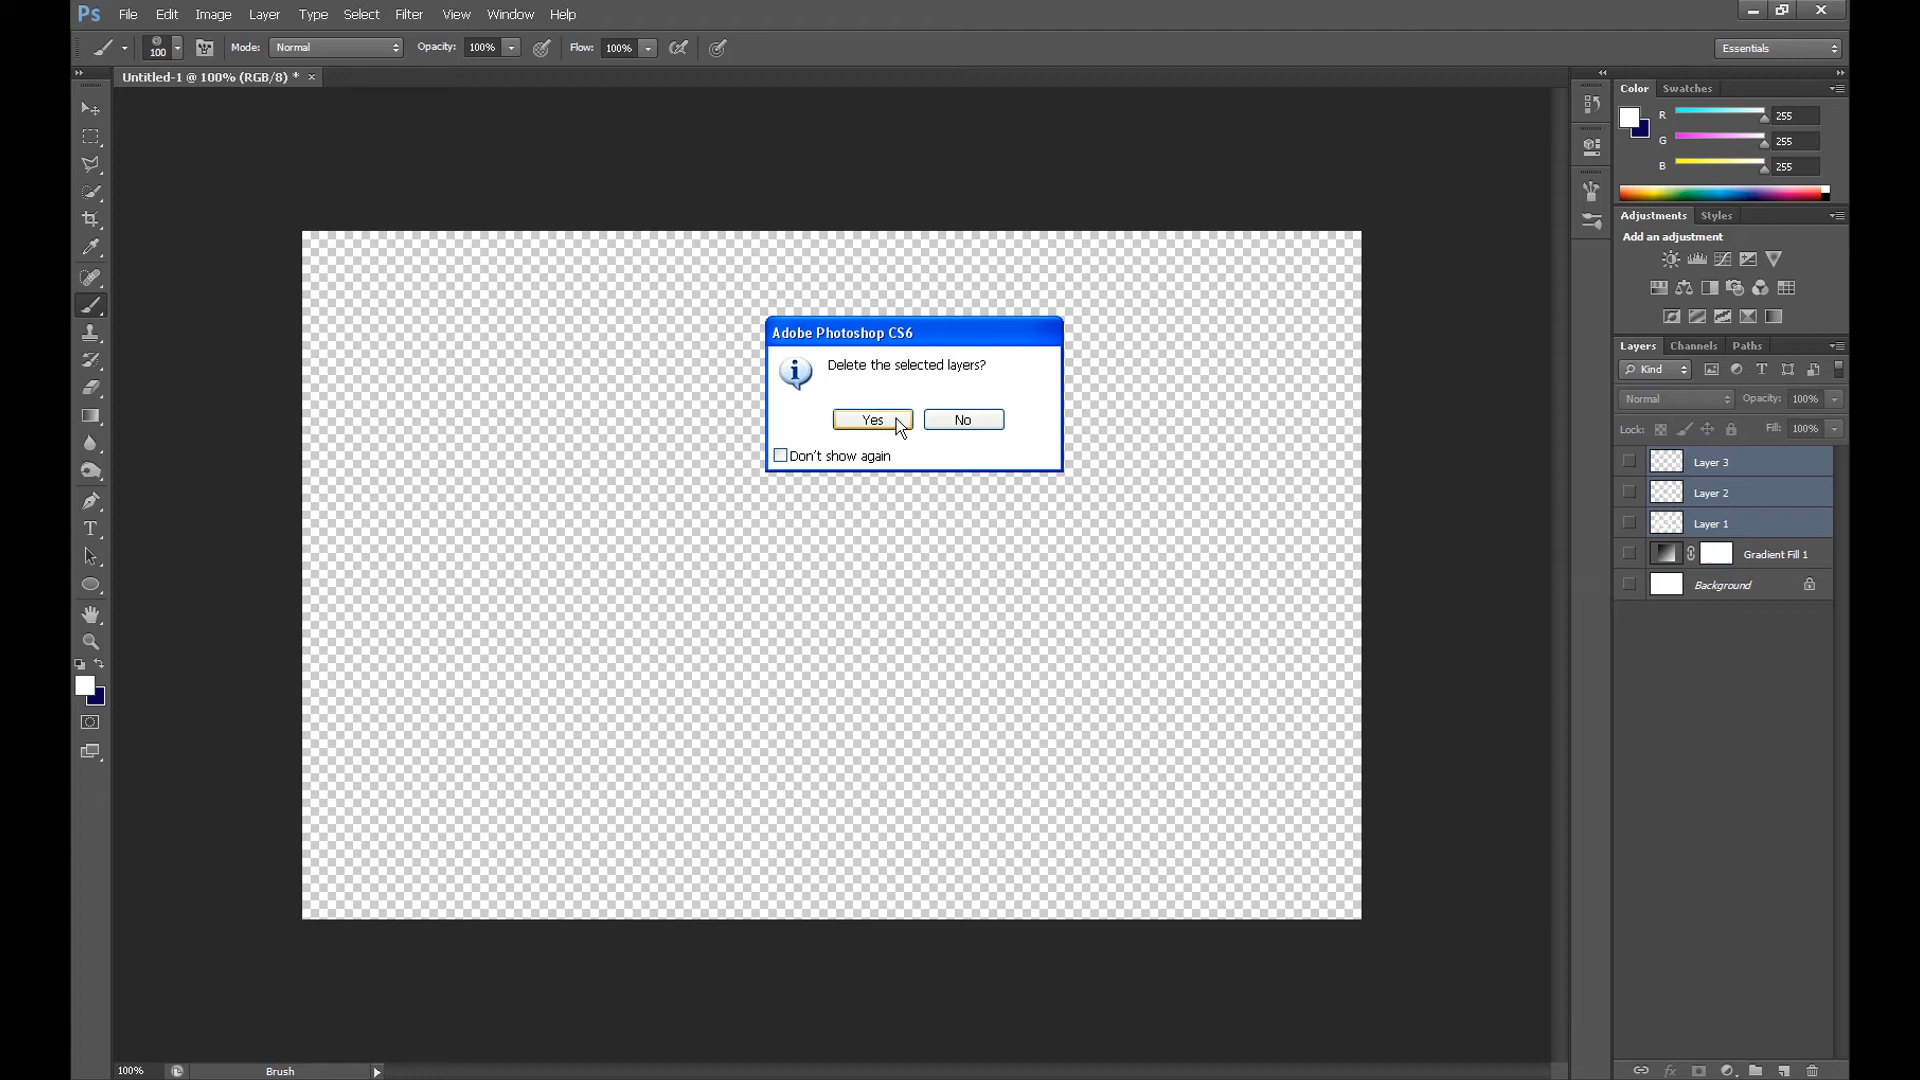 Ps File Edit Image Layer Type Select Filter View Window Help
100 Mode: Normal Opacity: 100% Flow: 100% Essentials
Untitled-1 @ 100% (RGB/8) * ×
Color Swatches
R 255
G 255
B 255
Adjustments Styles
Add an adjustment
Adobe Photoshop CS6
Delete the selected layers?
Yes No
Don't show again
Layers Channels Paths
Kind T
Normal Opacity: 100%
Lock: Fill: 100%
Layer 3
Layer 2
Layer 1
Gradient Fill 1
Background
T
100% Brush
fx